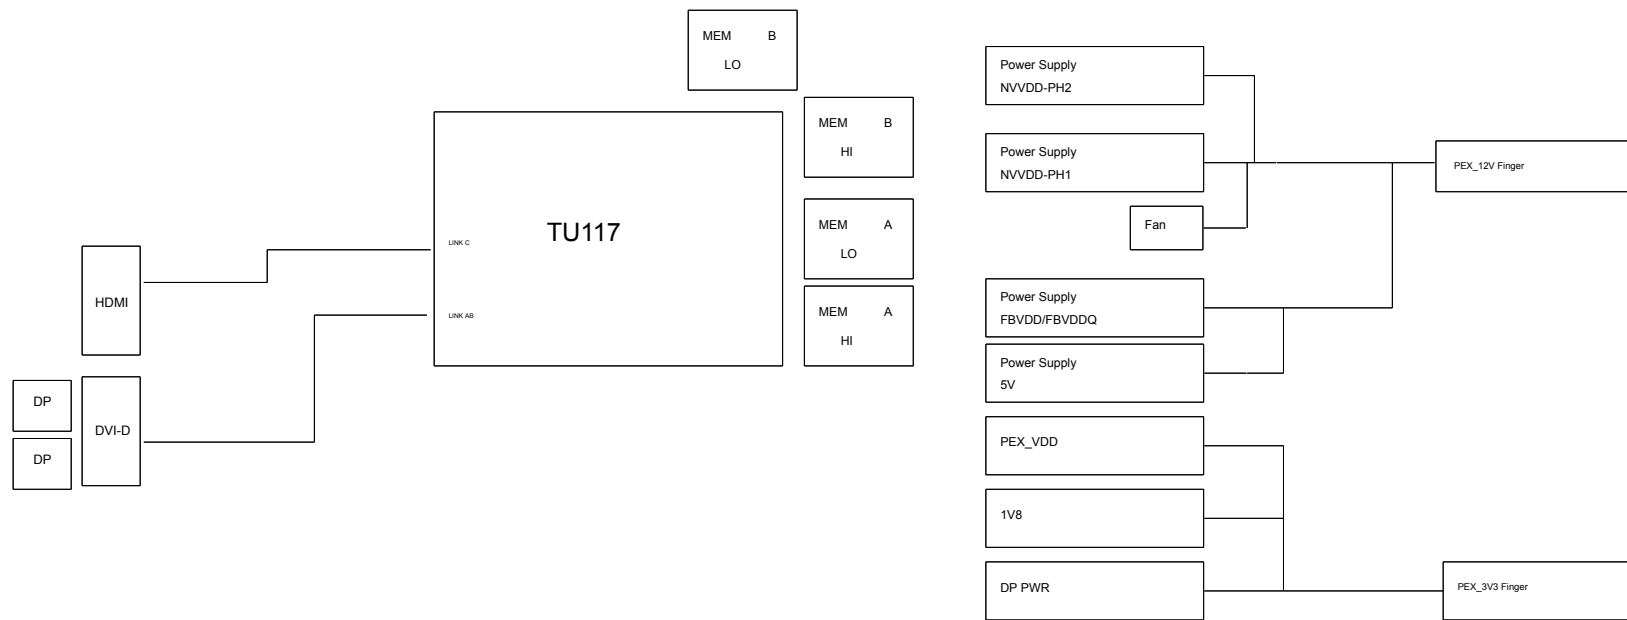 MEM B
LO
MEM B
HI
TU117
LINK C
LINK AB
MEM A
LO
MEM A
HI
HDMI
DP
DVI-D
DP
Power Supply
NVVDD-PH2
Power Supply
NVVDD-PH1
Fan
PEX_12V Finger
Power Supply
FBVDD/FBVDDQ
Power Supply
5V
PEX_VDD
1V8
DP PWR
PEX_3V3 Finger